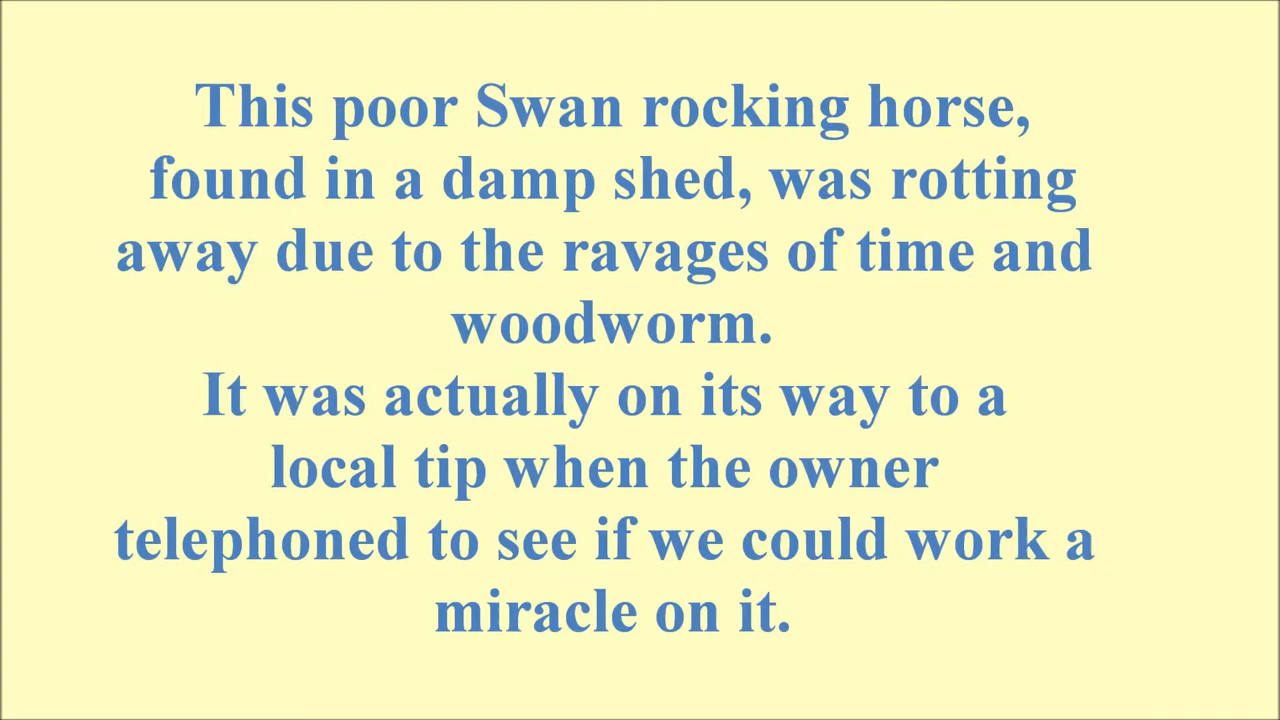 This poor Swan rocking horse,
found in a damp shed, was rotting
away due to the ravages of time and
woodworm.
It was actually on its way to a
local tip when the owner
telephoned to see if we could work a
miracle on it.